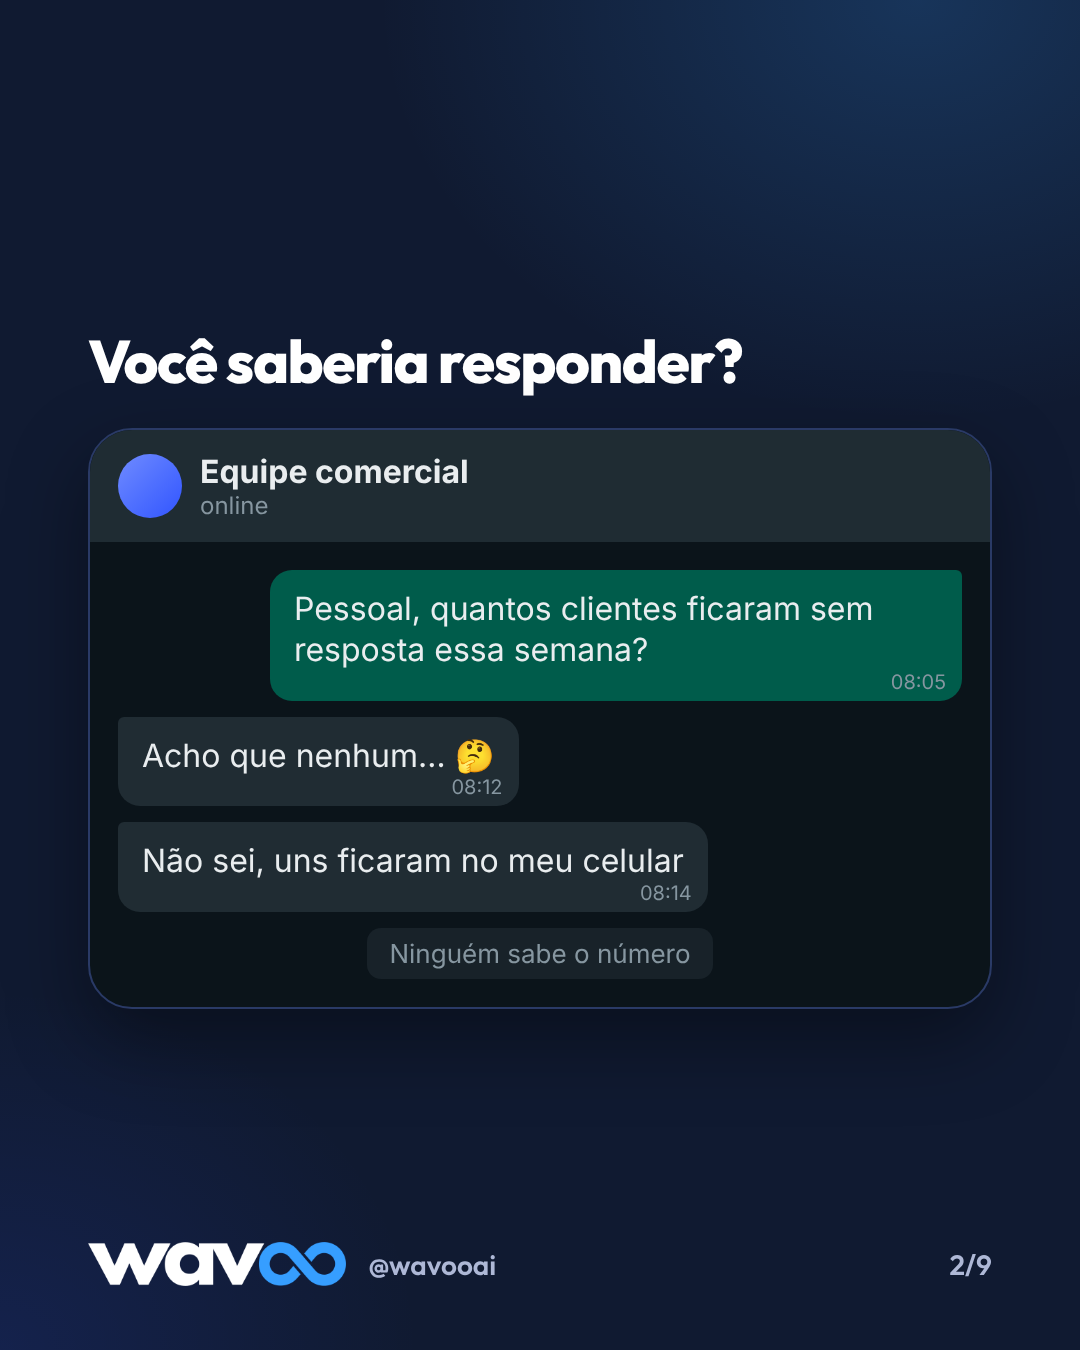 Você saberia responder?
Equipe comercial
online
Pessoal, quantos clientes ficaram sem
resposta essa semana?
08:05
Acho que nenhum... 🤔
08:12
Não sei, uns ficaram no meu celular
08:14
Ninguém sabe o número
wavoo @wavooai 2/9